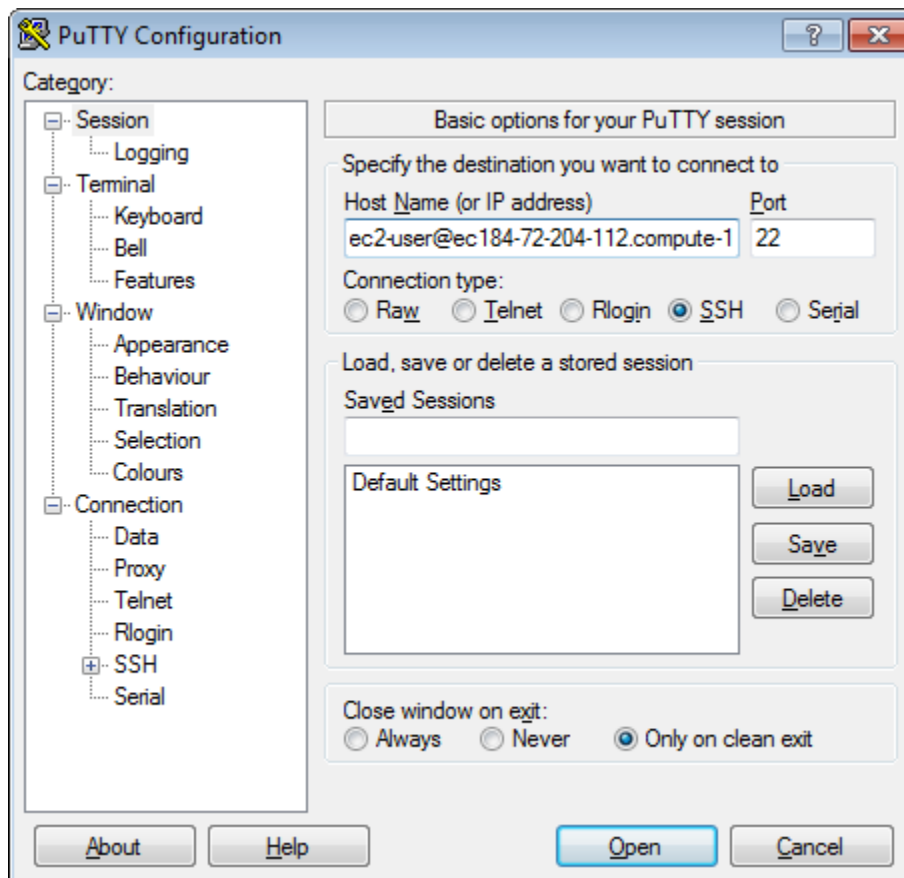 PuTTY Configuration
Category:
Session
Logging
Terminal
Keyboard
Bell
Features
Window
Appearance
Behaviour
Translation
Selection
Colours
Connection
Data
Proxy
Telnet
Rlogin
SSH
Serial
Basic options for your PuTTY session
Specify the destination you want to connect to
Host Name (or IP address) Port
ec2-user@ec184-72-204-112.compute-1 22
Connection type:
Raw Telnet Rlogin SSH Serial
Load, save or delete a stored session
Saved Sessions
Default Settings
Load
Save
Delete
Close window on exit:
Always Never Only on clean exit
About Help Open Cancel